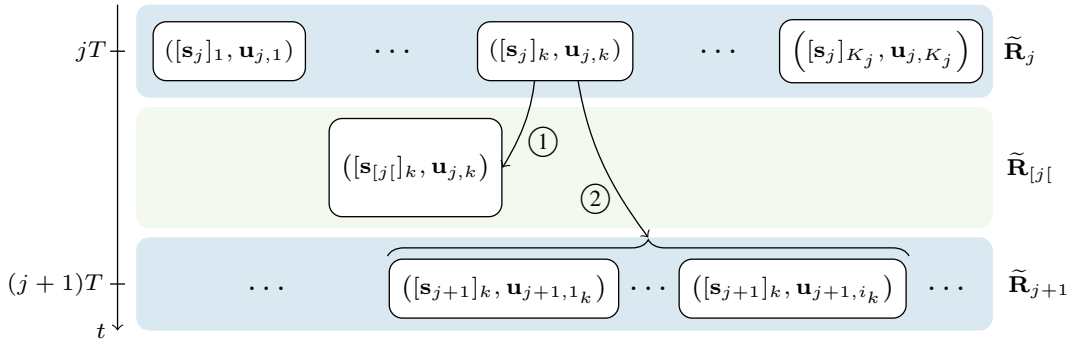 jT ([𝐬_j]_1, 𝐮_{j,1}) ··· ([𝐬_j]_k, 𝐮_{j,k}) ··· ([𝐬_j]_{K_j}, 𝐮_{j,K_j}) 𝐑̃_j
①
([𝐬_{[j[}]_k, 𝐮_{j,k}) 𝐑̃_{[j[}
②
(j + 1)T ··· ([𝐬_{j+1}]_k, 𝐮_{j+1,1_k}) ··· ([𝐬_{j+1}]_k, 𝐮_{j+1,i_k}) ··· 𝐑̃_{j+1}
t